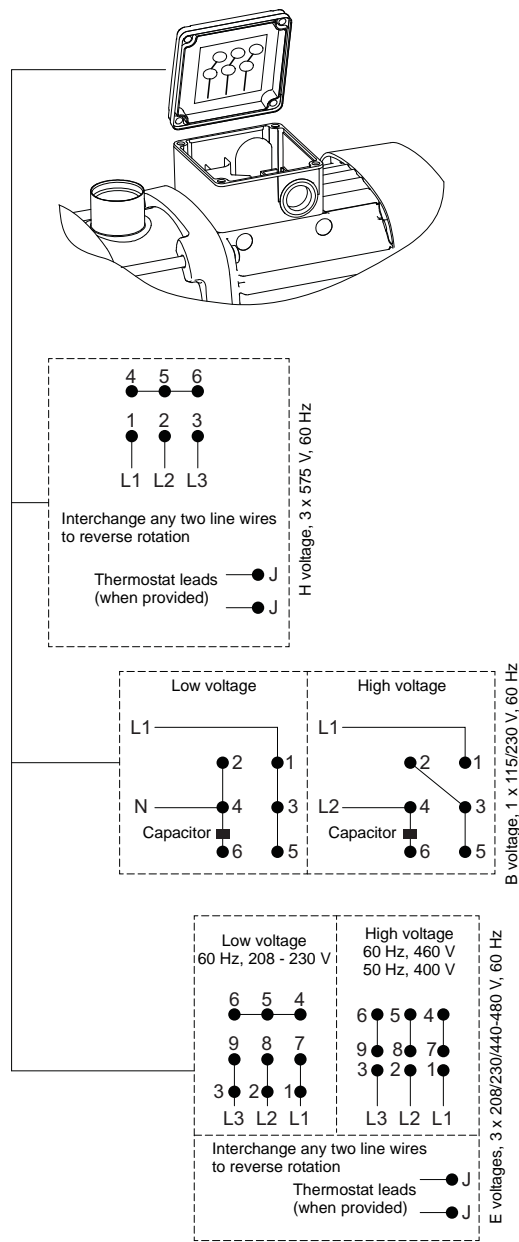 4 5 6
1 2 3
L1 L2 L3
Interchange any two line wires
to reverse rotation
Thermostat leads
(when provided)
J
J
H voltage, 3 x 575 V, 60 Hz
Low voltage
L1
2 1
N 4 3
Capacitor
6 5
High voltage
L1
2 1
L2 4 3
Capacitor
6 5
B voltage, 1 x 115/230 V, 60 Hz
Low voltage
60 Hz, 208 - 230 V
6 5 4
9 8 7
3 2 1
L3 L2 L1
High voltage
60 Hz, 460 V
50 Hz, 400 V
6 5 4
9 8 7
3 2 1
L3 L2 L1
Interchange any two line wires
to reverse rotation
Thermostat leads
(when provided)
J
J
E voltages, 3 x 208/230/440-480 V, 60 Hz